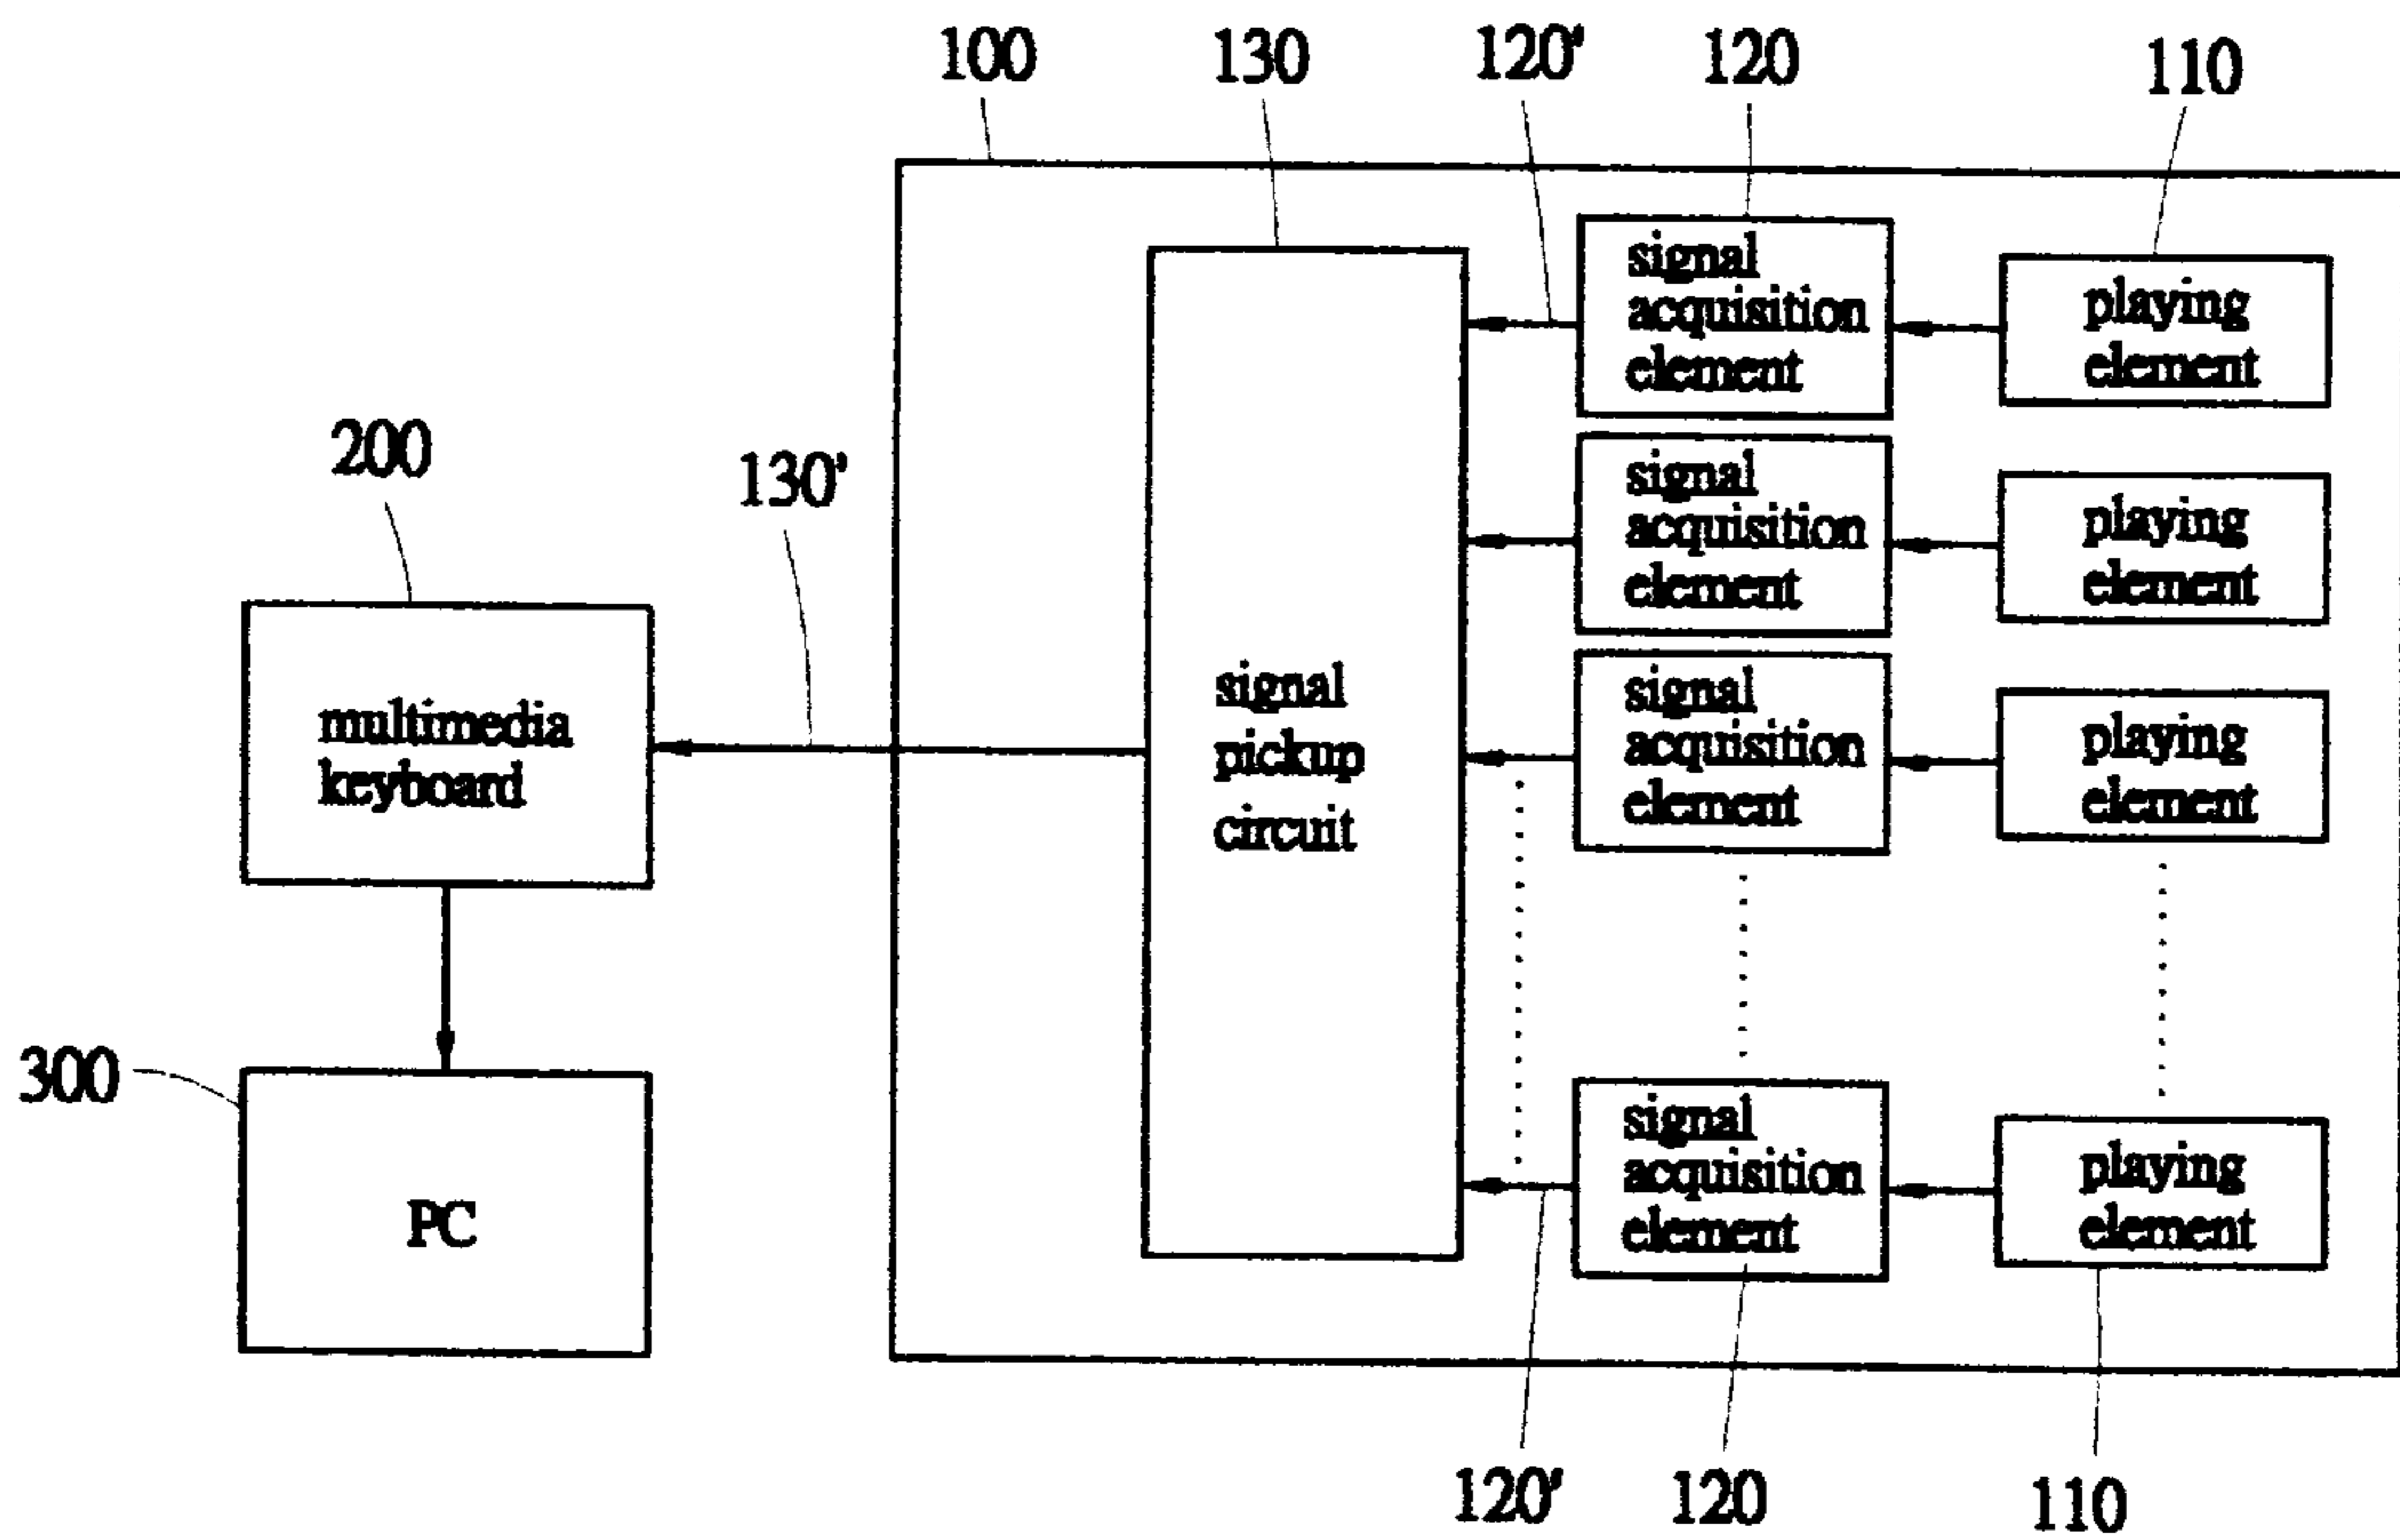 100
130
120'
120
110
signal
acquisition
element
playing
element
signal
acquisition
element
playing
element
200
130'
multimedia
keyboard
signal
pickup
circuit
signal
acquisition
element
playing
element
300
PC
signal
acquisition
element
playing
element
120'
120
110